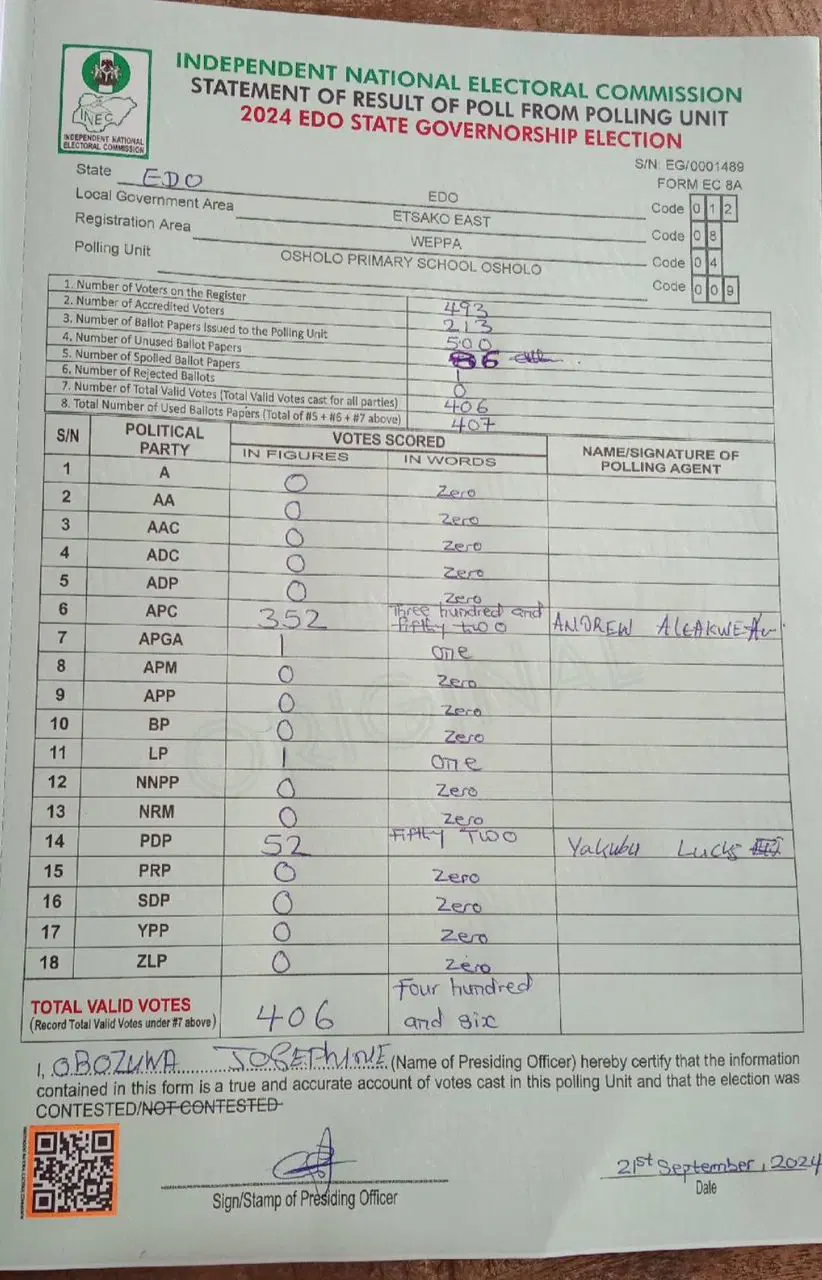 INDEPENDENT NATIONAL ELECTORAL COMMISSION
STATEMENT OF RESULT OF POLL FROM POLLING UNIT
2024 EDO STATE GOVERNORSHIP ELECTION
INEC
INDEPENDENT NATIONAL
ELECTORAL COMMISSION
S/N: EG/0001489
FORM EC 8A
State EDO EDO Code 0 1 2
Local Government Area ETSAKO EAST Code 0 8
Registration Area WEPPA Code 0 4
Polling Unit OSHOLO PRIMARY SCHOOL OSHOLO Code 0 0 9
1. Number of Voters on the Register 493
2. Number of Accredited Voters 213
3. Number of Ballot Papers Issued to the Polling Unit 500
4. Number of Unused Ballot Papers 6
5. Number of Spoiled Ballot Papers 1
6. Number of Rejected Ballots 0
7. Number of Total Valid Votes (Total Valid Votes cast for all parties) 406
8. Total Number of Used Ballots Papers (Total of #5 + #6 + #7 above) 407
S/N POLITICAL PARTY VOTES SCORED NAME/SIGNATURE OF POLLING AGENT
IN FIGURES IN WORDS
1 A 0 Zero
2 AA 0 Zero
3 AAC 0 Zero
4 ADC 0 Zero
5 ADP 0 Zero
6 APC 352 Three hundred and fifty two ANDREW
7 APGA 1 One
8 APM 0 Zero
9 APP 0 Zero
10 BP 0 Zero
11 LP 1 One
12 NNPP 0 Zero
13 NRM 0 Zero
14 PDP 52 Fifty TWO Yakubu Lucky
15 PRP 0 Zero
16 SDP 0 Zero
17 YPP 0 Zero
18 ZLP 0 Zero
ORIGINAL
TOTAL VALID VOTES 406 Four hundred and six
(Record Total Valid Votes under #7 above)
I, OBOZUWA JOSEPHINE (Name of Presiding Officer) hereby certify that the information
contained in this form is a true and accurate account of votes cast in this polling Unit and that the election was
CONTESTED/NOT CONTESTED
21st September, 2024
Sign/Stamp of Presiding Officer
Date